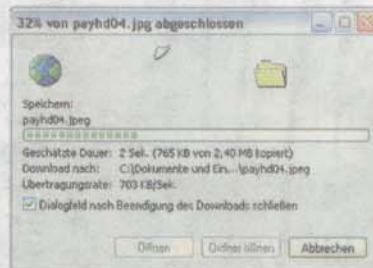 32% von payhd04.jpg abgeschlossen
Speichern:
payhd04.jpeg
Geschätzte Dauer: 2 Sek. (765 KB von 2,40 MB kopiert)
Download nach: C:\Dokumente und Ein...\payhd04.jpeg
Übertragungsrate: 703 KB/Sek.
Dialogfeld nach Beendigung des Downloads schließen
Öffnen Ordner öffnen Abbrechen